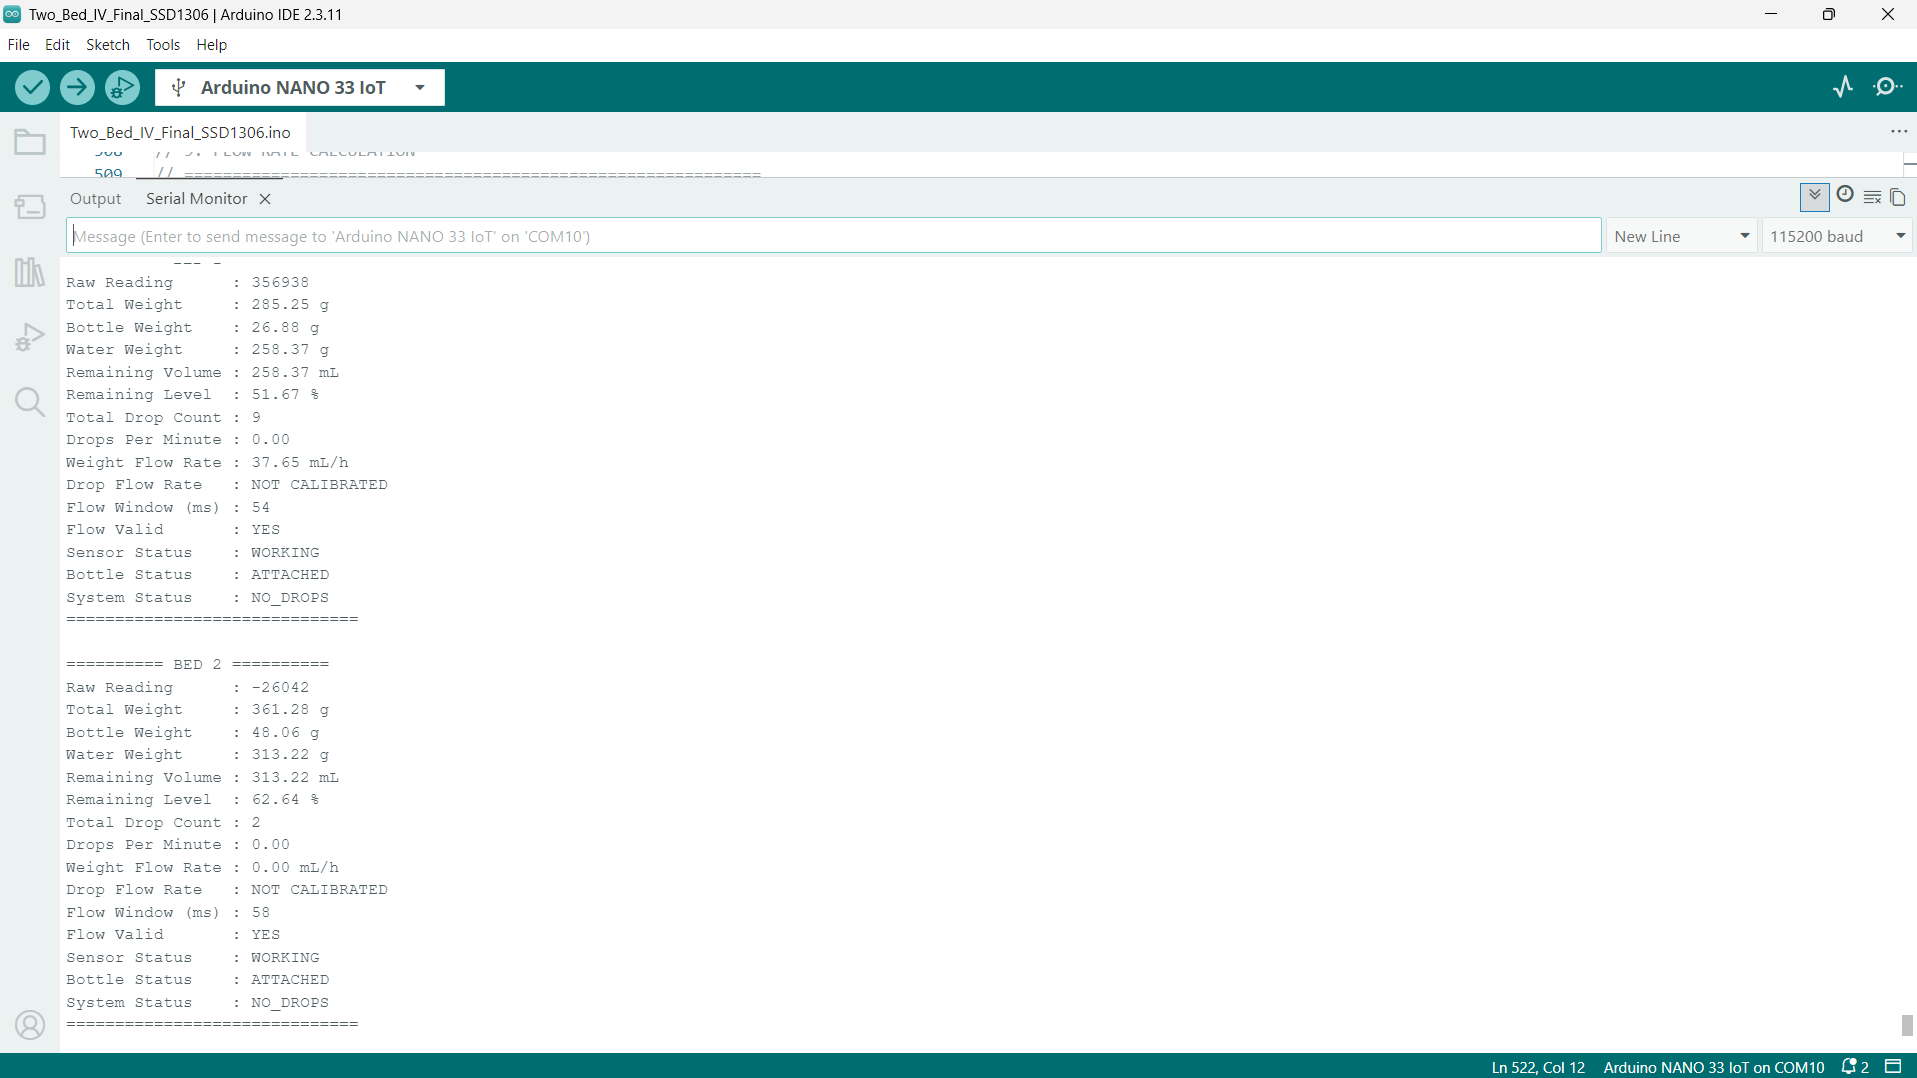 Two_Bed_IV_Final_SSD1306 | Arduino IDE 2.3.11
File Edit Sketch Tools Help
Arduino NANO 33 IoT
Two_Bed_IV_Final_SSD1306.ino
508 // 9. FLOW RATE CALCULATION
509 // ============================================================
Output Serial Monitor
Message (Enter to send message to 'Arduino NANO 33 IoT' on 'COM10')
New Line
115200 baud
Raw Reading : 356938
Total Weight : 285.25 g
Bottle Weight : 26.88 g
Water Weight : 258.37 g
Remaining Volume : 258.37 mL
Remaining Level : 51.67 %
Total Drop Count : 9
Drops Per Minute : 0.00
Weight Flow Rate : 37.65 mL/h
Drop Flow Rate : NOT CALIBRATED
Flow Window (ms) : 54
Flow Valid : YES
Sensor Status : WORKING
Bottle Status : ATTACHED
System Status : NO_DROPS
==============================
========== BED 2 ==========
Raw Reading : -26042
Total Weight : 361.28 g
Bottle Weight : 48.06 g
Water Weight : 313.22 g
Remaining Volume : 313.22 mL
Remaining Level : 62.64 %
Total Drop Count : 2
Drops Per Minute : 0.00
Weight Flow Rate : 0.00 mL/h
Drop Flow Rate : NOT CALIBRATED
Flow Window (ms) : 58
Flow Valid : YES
Sensor Status : WORKING
Bottle Status : ATTACHED
System Status : NO_DROPS
==============================
Ln 522, Col 12 Arduino NANO 33 IoT on COM10 2